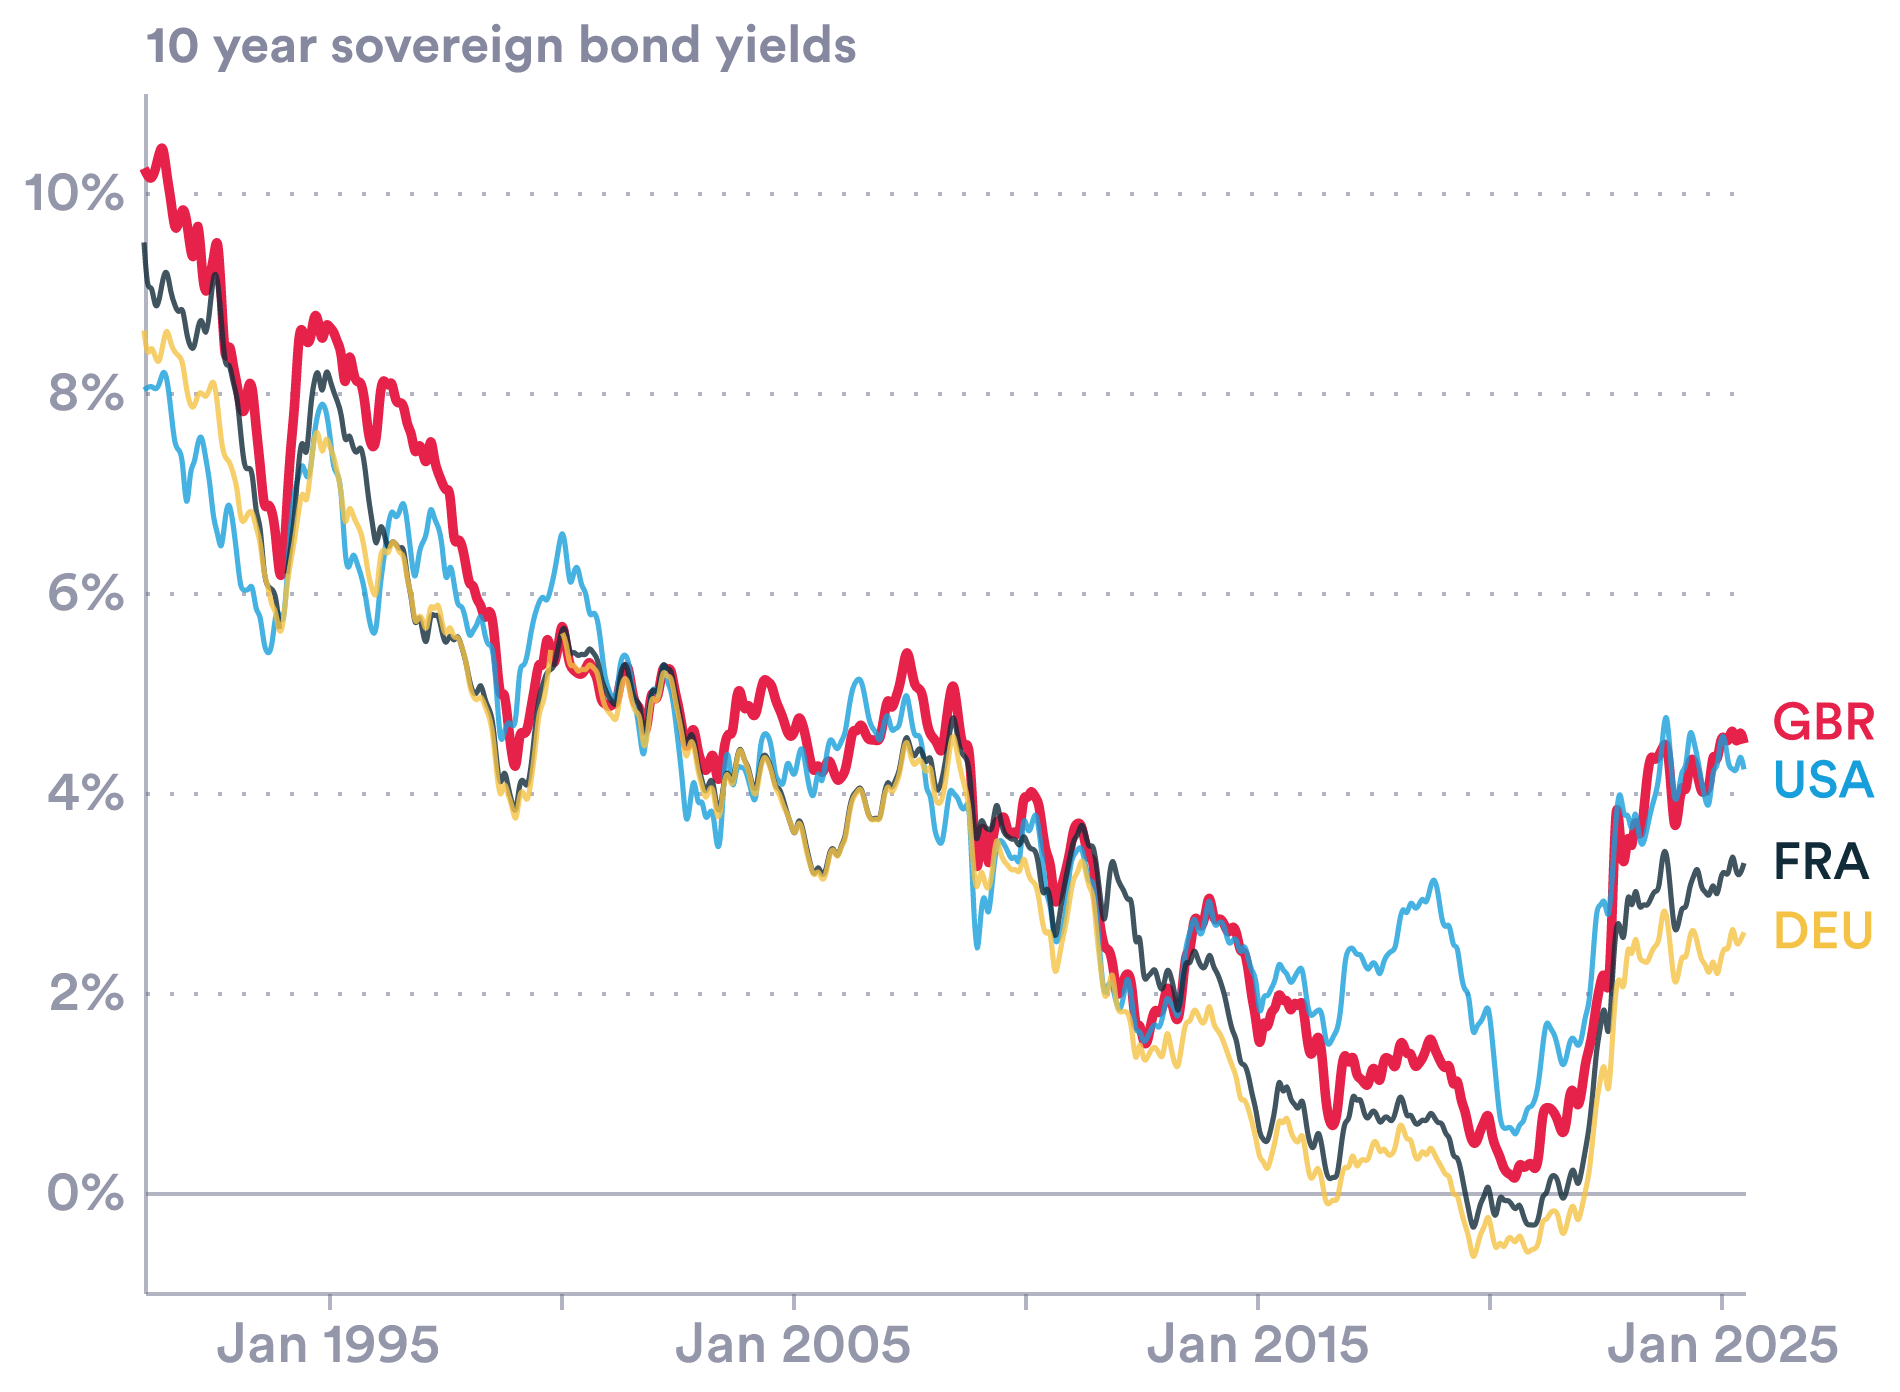 10 year sovereign bond yields
10%
8%
6%
4%
2%
0%
GBR
USA
FRA
DEU
Jan 1995
Jan 2005
Jan 2015
Jan 2025